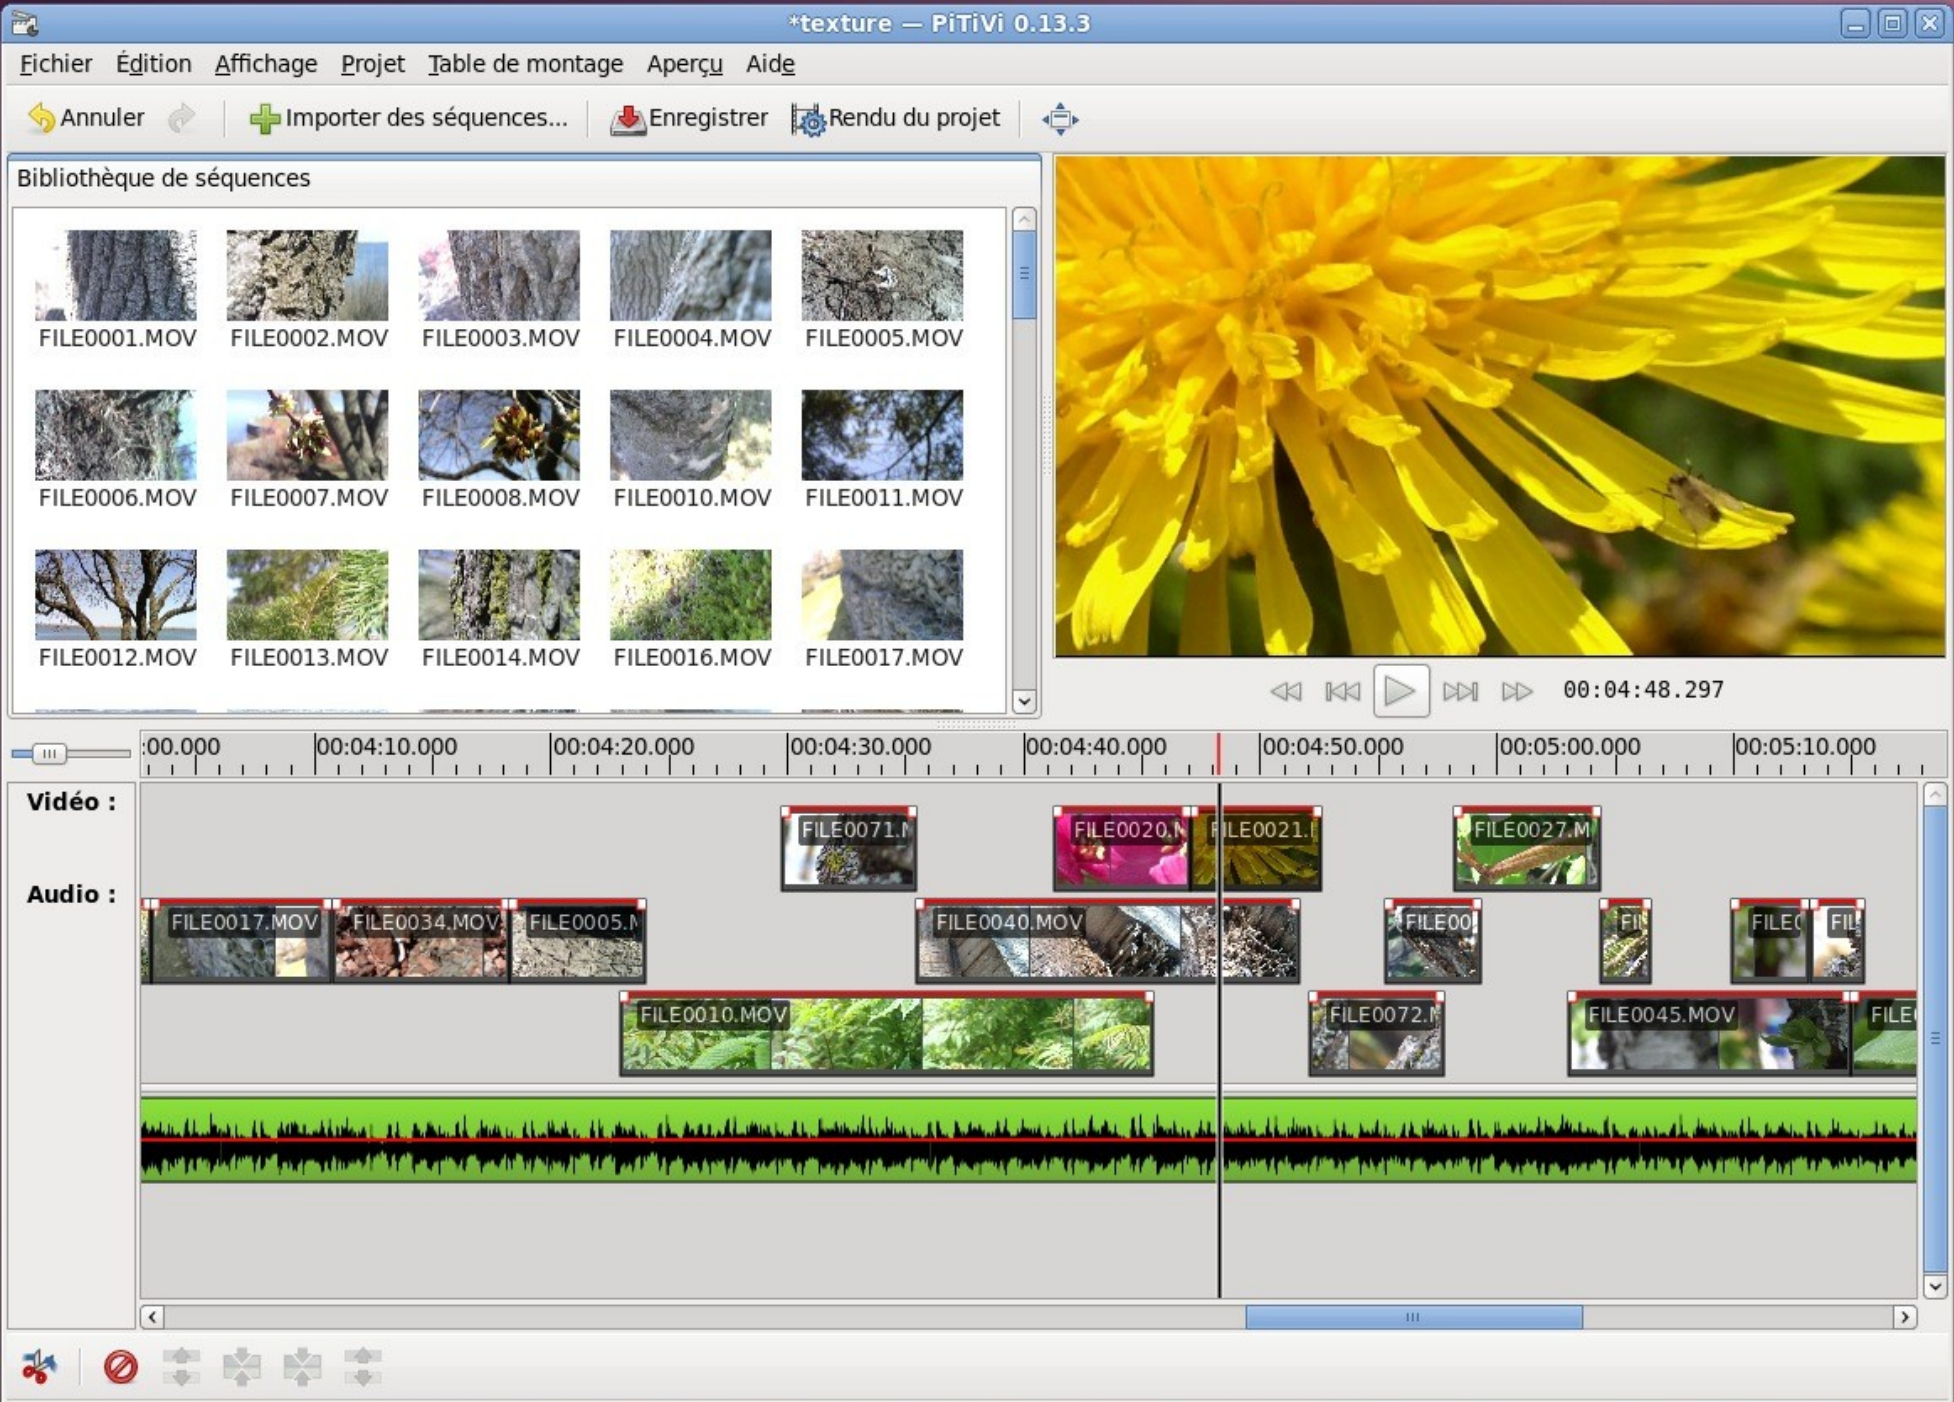 *texture — PiTiVi 0.13.3
Fichier Édition Affichage Projet Table de montage Aperçu Aide
Annuler Importer des séquences... Enregistrer Rendu du projet
Bibliothèque de séquences
FILE0001.MOV FILE0002.MOV FILE0003.MOV FILE0004.MOV FILE0005.MOV
FILE0006.MOV FILE0007.MOV FILE0008.MOV FILE0010.MOV FILE0011.MOV
FILE0012.MOV FILE0013.MOV FILE0014.MOV FILE0016.MOV FILE0017.MOV
00:04:48.297
:00.000 00:04:10.000 00:04:20.000 00:04:30.000 00:04:40.000 00:04:50.000 00:05:00.000 00:05:10.000
Vidéo :
FILE0071.M FILE0020.M FILE0021.M FILE0027.M
Audio :
FILE0017.MOV FILE0034.MOV FILE0005.M FILE0040.MOV FILE00 FIL FILE0 FIL
FILE0010.MOV FILE0072.M FILE0045.MOV FILE0